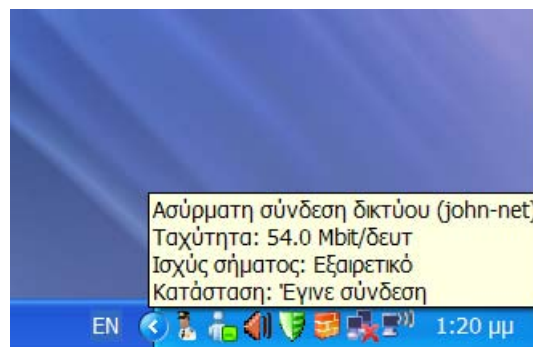 Ασύρματη σύνδεση δικτύου (john-net)
Ταχύτητα: 54.0 Mbit/δευτ
Ισχύς σήματος: Εξαιρετικό
Κατάσταση: Έγινε σύνδεση
EN 1:20 μμ